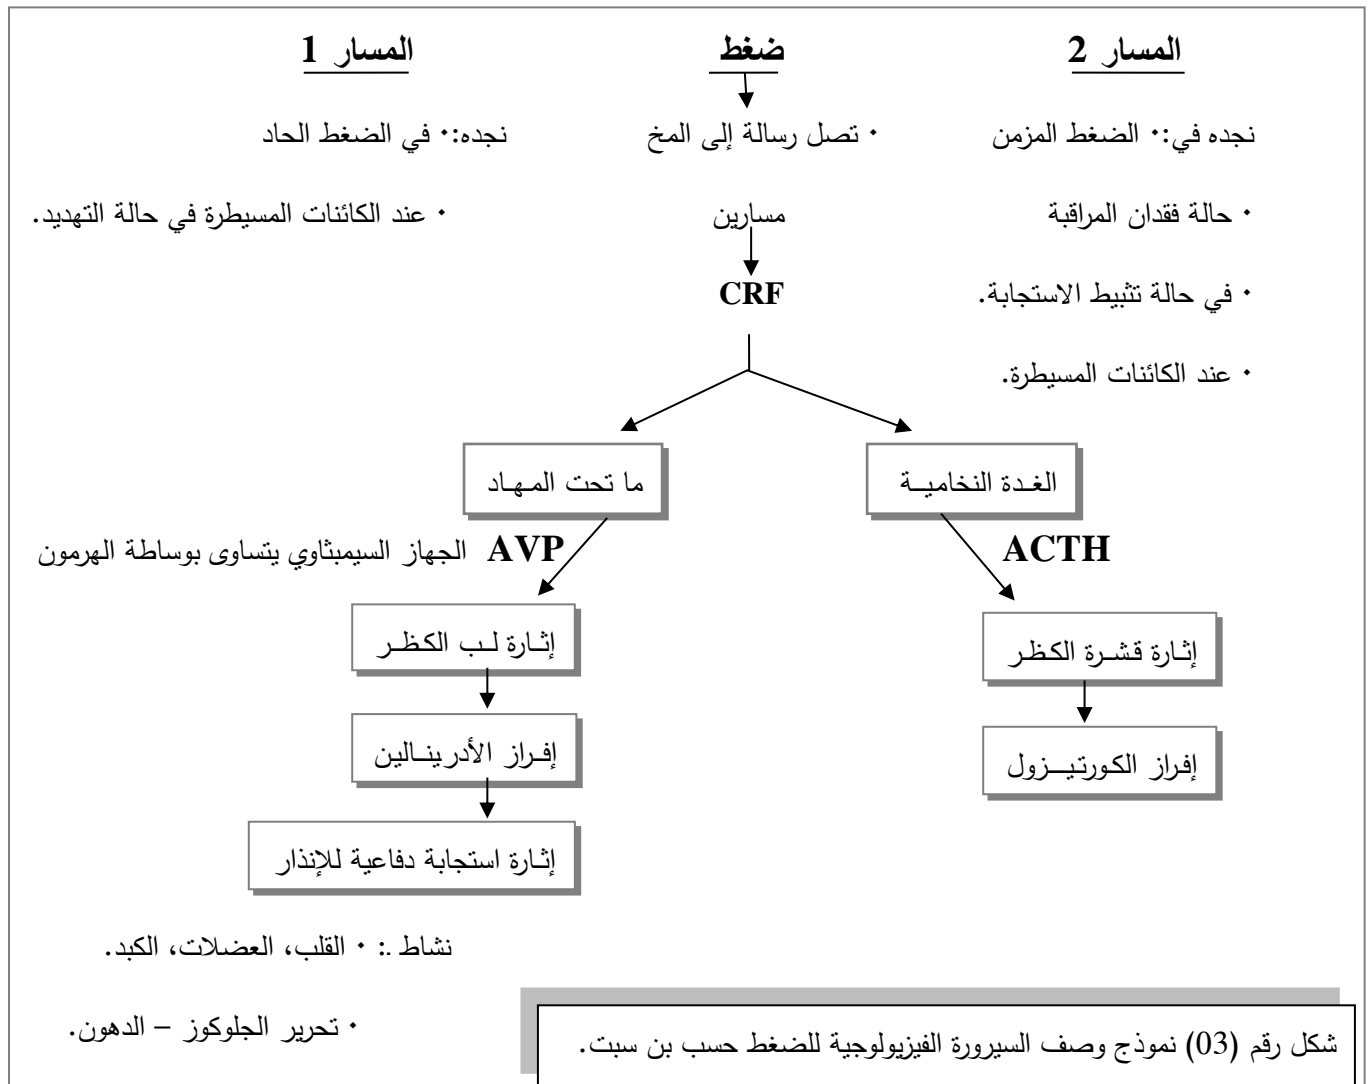 المسار 2
ضغط
المسار 1
نجده في: • الضغط المزمن
• تصل رسالة إلى المخ
نجده: • في الضغط الحاد
• حالة فقدان المراقبة
مسارين
• عند الكائنات المسيطرة في حالة التهديد.
CRF
• في حالة تثبيط الاستجابة.
• عند الكائنات المسيطرة.
الغدة النخامية
ما تحت المهاد
ACTH
AVP الجهاز السيمبثاوي يتساوى بوساطة الهرمون
إثارة قشرة الكظر
إثارة لب الكظر
إفراز الكورتيزول
إفراز الأدرينالين
إثارة استجابة دفاعية للإنذار
نشاط .: • القلب، العضلات، الكبد.
• تحرير الجلوكوز – الدهون.
شكل رقم (03) نموذج وصف السيرورة الفيزيولوجية للضغط حسب بن سبت.